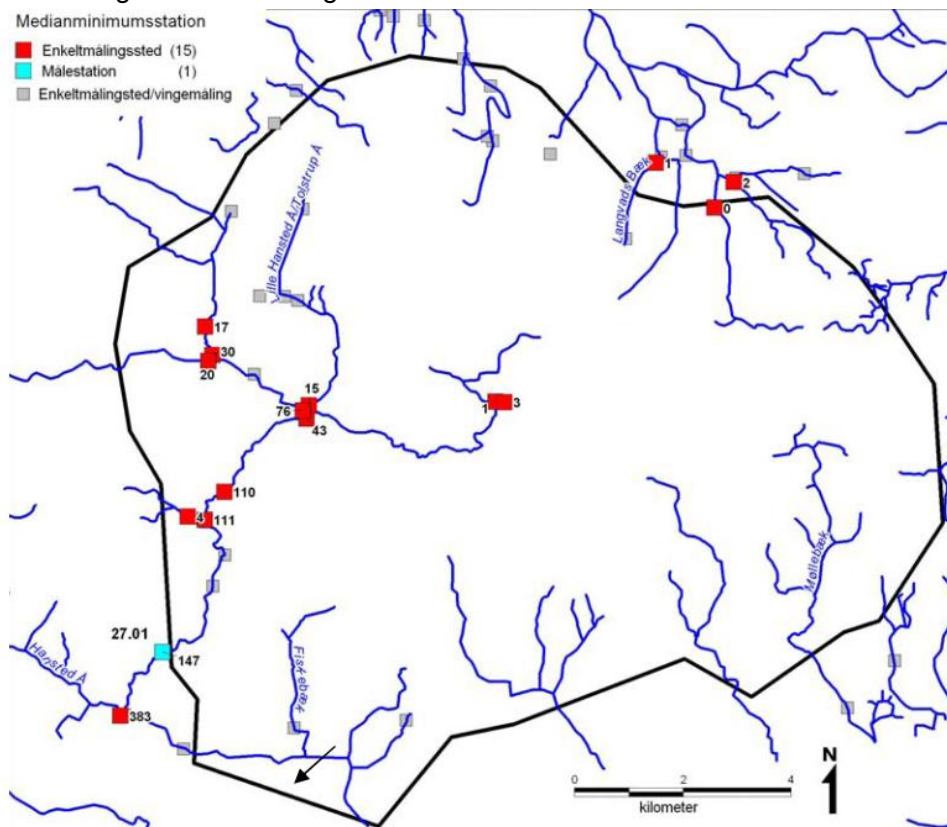 Medianminimumsstation
Enkeltmålingssted (15)
Målestation (1)
Enkeltmålingsted/vingemåling
Langvads Bæk
1
2
0
Lille Hansted Å/Tolstrup Å
17
30
20
15
76
43
1
3
110
4
111
Møllebæk
27.01
147
Hansted Å
383
Fiskebæk
N
0 2 4
kilometer